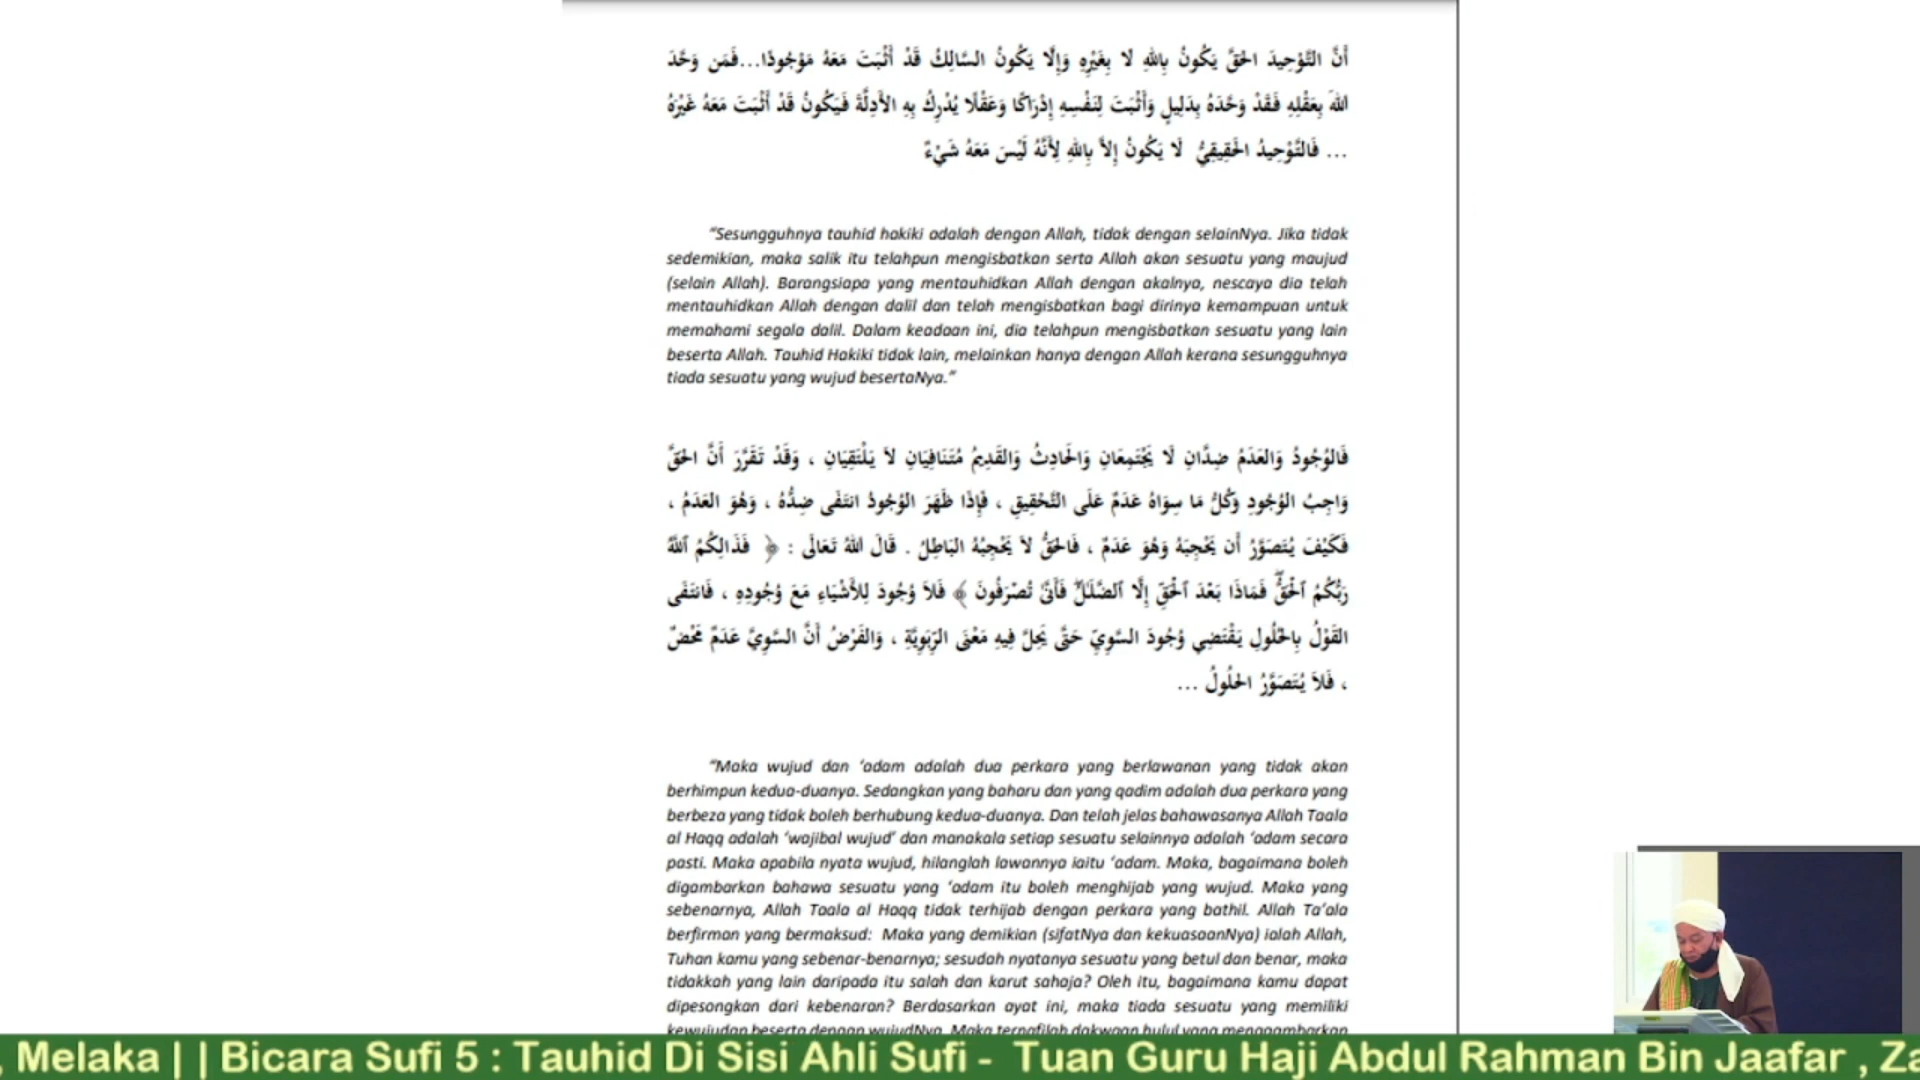 أَنَّ التَّوْحِيدَ الحَقَّ يَكُونُ بِاللهِ لا بِغَيْرِهِ وَإِلَّا يَكُونُ السَّالِكُ قَدْ أَثْبَتَ مَعَهُ مَوْجُودًا...فَمَن وَحَّدَ
اللهَ بِعَقْلِهِ فَقَدْ وَحَّدَهُ بِدَلِيلٍ وَأَثْبَتَ لِنَفْسِهِ إِدْرَاكًا وَعَقْلًا يُدْرِكُ بِهِ الأَدِلَّةَ فَيَكُونُ قَدْ أَثْبَتَ مَعَهُ غَيْرَهُ
... فَالتَّوْحِيدُ الحَقِيقِيُّ لَا يَكُونُ إِلاَّ بِاللهِ لِأَنَّهُ لَيْسَ مَعَهُ شَيْءٌ
“Sesungguhnya tauhid hakiki adalah dengan Allah, tidak dengan selainNya. Jika tidak
sedemikian, maka salik itu telahpun mengisbatkan serta Allah akan sesuatu yang maujud
(selain Allah). Barangsiapa yang mentauhidkan Allah dengan akalnya, nescaya dia telah
mentauhidkan Allah dengan dalil dan telah mengisbatkan bagi dirinya kemampuan untuk
memahami segala dalil. Dalam keadaan ini, dia telahpun mengisbatkan sesuatu yang lain
beserta Allah. Tauhid Hakiki tidak lain, melainkan hanya dengan Allah kerana sesungguhnya
tiada sesuatu yang wujud besertaNya.”
فَالوُجُودُ وَالعَدَمُ ضِدَّانِ لَا يَجْتَمِعَانِ وَالحَادِثُ وَالقَدِيمُ مُتَنَافِيَانِ لاَ يَلْتَقِيَانِ ، وَقَدْ تَقَرَّرَ أَنَّ الحَقَّ
وَاجِبُ الوُجُودِ وَكُلُّ مَا سِوَاهُ عَدَمٌ عَلَى التَّحْقِيقِ ، فَإِذَا ظَهَرَ الوُجُودُ انتَفَى ضِدُّهُ ، وَهُوَ العَدَمُ ،
فَكَيْفَ يُتَصَوَّرُ أَن يَحْجِبَهُ وَهُوَ عَدَمٌ ، فَالحَقُّ لاَ يَحْجِبُهُ البَاطِلُ . قَالَ اللهُ تَعَالَى : ﴿ فَذَالِكُمُ ٱللَّهُ
رَبُّكُمُ ٱلْحَقُّ ۖ فَمَاذَا بَعْدَ ٱلْحَقِّ إِلَّا ٱلضَّلَـٰلُ ۖ فَأَنَّىٰ تُصْرَفُونَ ﴾ فَلاَ وُجُودَ لِلأَشْيَاءِ مَعَ وُجُودِهِ ، فَانتَفَى
القَوْلُ بِالحُلُولِ يَقْتَضِي وُجُودَ السَّوِيِّ حَتَّى يَحِلَّ فِيهِ مَعْنَى الرِّبَوِيَّةِ ، وَالفَرْضُ أَنَّ السَّوِيَّ عَدَمٌ مَحْضٌ
، فَلاَ يُتَصَوَّرُ الحُلُولُ ...
“Maka wujud dan ‘adam adalah dua perkara yang berlawanan yang tidak akan
berhimpun kedua-duanya. Sedangkan yang baharu dan yang qadim adalah dua perkara yang
berbeza yang tidak boleh berhubung kedua-duanya. Dan telah jelas bahawasanya Allah Taala
al Haqq adalah ‘wajibal wujud’ dan manakala setiap sesuatu selainnya adalah ‘adam secara
pasti. Maka apabila nyata wujud, hilanglah lawannya iaitu ‘adam. Maka, bagaimana boleh
digambarkan bahawa sesuatu yang ‘adam itu boleh menghijab yang wujud. Maka yang
sebenarnya, Allah Taala al Haqq tidak terhijab dengan perkara yang bathil. Allah Ta’ala
berfirman yang bermaksud: Maka yang demikian (sifatNya dan kekuasaanNya) ialah Allah,
Tuhan kamu yang sebenar-benarnya; sesudah nyatanya sesuatu yang betul dan benar, maka
tidakkah yang lain daripada itu salah dan karut sahaja? Oleh itu, bagaimana kamu dapat
dipesongkan dari kebenaran? Berdasarkan ayat ini, maka tiada sesuatu yang memiliki
kewujudan beserta dengan wujudNya. Maka ternafilah dakwaan hulul yang menggambarkan
, Melaka | | Bicara Sufi 5 : Tauhid Di Sisi Ahli Sufi - Tuan Guru Haji Abdul Rahman Bin Jaafar , Za